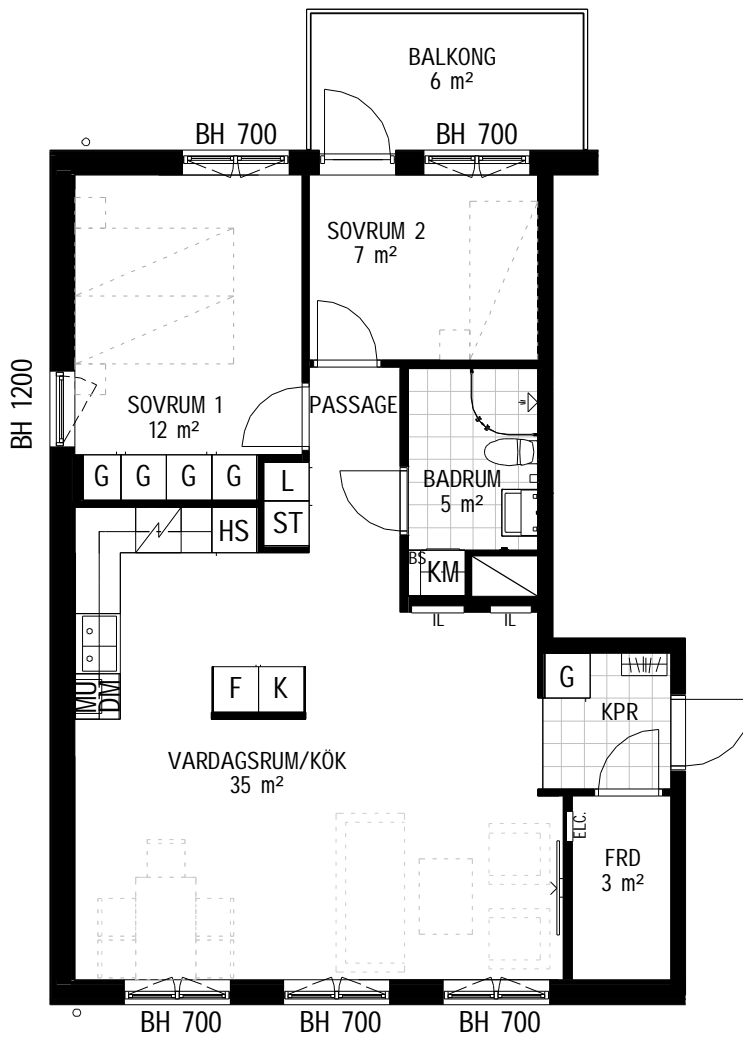 BALKONG
6 m²
BH 700
BH 700
SOVRUM 2
7 m²
BH 1200
SOVRUM 1
12 m²
PASSAGE
G G G G
L
BADRUM
5 m²
HS
ST
BS
KM
IL
IL
MU
DM
F K
G
KPR
VARDAGSRUM/KÖK
35 m²
ELC.
FRD
3 m²
BH 700
BH 700
BH 700